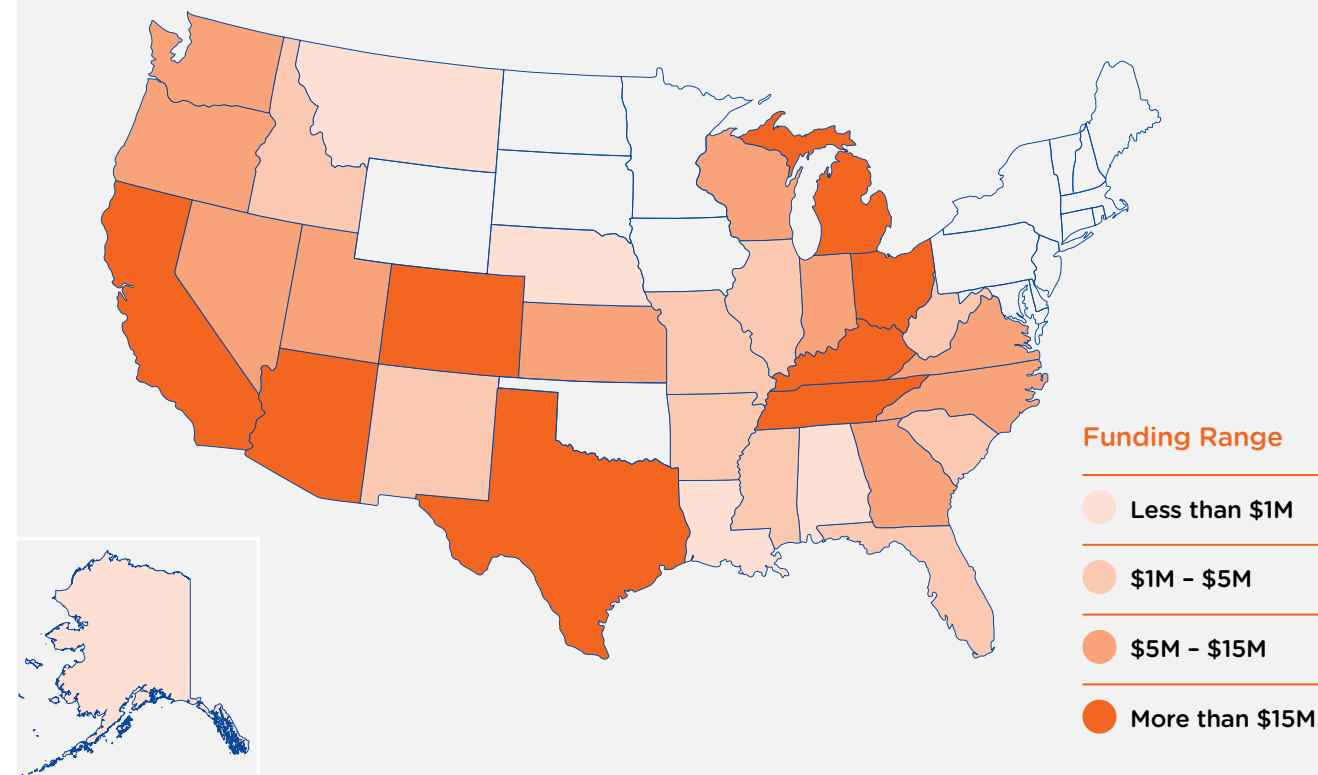 Funding Range
Less than $1M
$1M – $5M
$5M – $15M
More than $15M